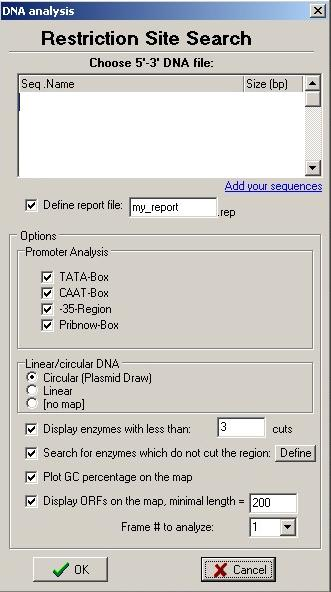 DNA analysis
Restriction Site Search
Choose 5'-3' DNA file:
Seq .Name Size (bp)
Add your sequences
Define report file: my_report .rep
Options
Promoter Analysis
TATA-Box
CAAT-Box
-35-Region
Pribnow-Box
Linear/circular DNA
Circular (Plasmid Draw)
Linear
[no map]
Display enzymes with less than: 3 cuts
Search for enzymes which do not cut the region: Define
Plot GC percentage on the map
Display ORFs on the map, minimal length = 200
Frame # to analyze: 1
OK Cancel